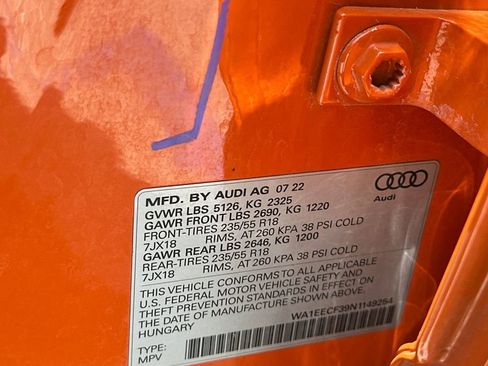 MFD. BY AUDI AG 07 22
GVWR LBS 5126, KG 2325
GAWR FRONT LBS 2690, KG 1220
FRONT-TIRES 235/55 R18
7JX18 RIMS, AT 260 KPA 38 PSI COLD
GAWR REAR LBS 2646, KG 1200
REAR-TIRES 235/55 R18
7JX18 RIMS, AT 260 KPA 38 PSI COLD
THIS VEHICLE CONFORMS TO ALL APPLICABLE
U.S. FEDERAL MOTOR VEHICLE SAFETY AND
THEFT PREVENTION STANDARDS IN EFFECT ON
THE DATE OF MANUFACTURE SHOWN ABOVE.
HUNGARY
WA1EECF39N1149254
TYPE:
MPV
Audi